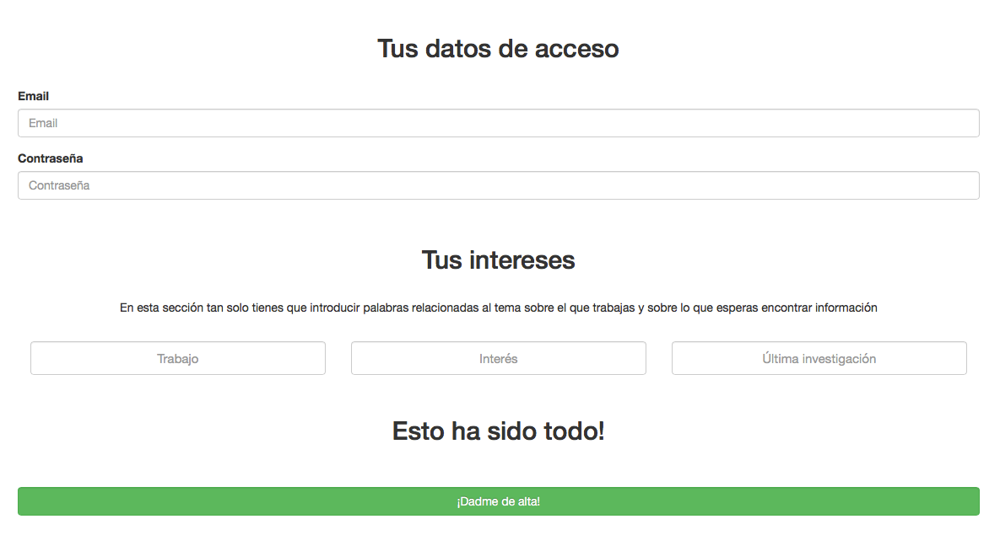 Tus datos de acceso
Email
Email
Contraseña
Contraseña
Tus intereses
En esta sección tan solo tienes que introducir palabras relacionadas al tema sobre el que trabajas y sobre lo que esperas encontrar información
Trabajo
Interés
Última investigación
Esto ha sido todo!
¡Dadme de alta!